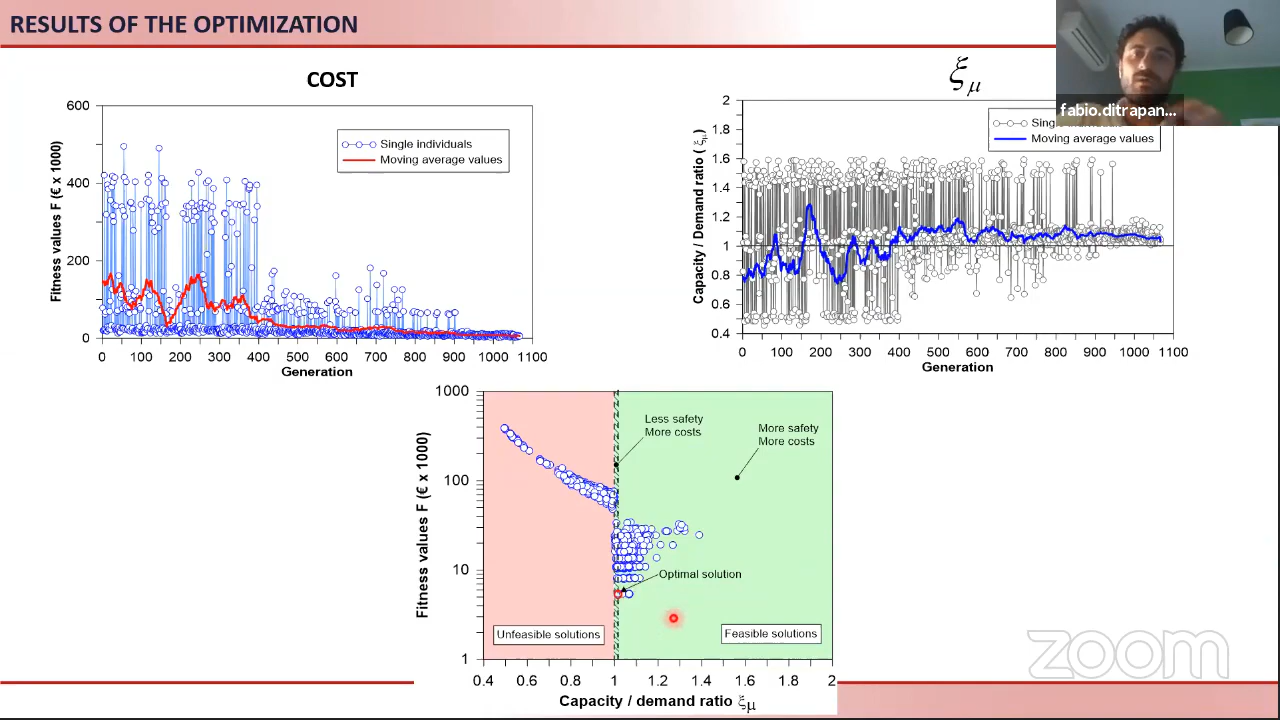 RESULTS OF THE OPTIMIZATION
fabio.ditrapan...
COST
Fitness values F (€ x 1000)
600
400
200
0
Single individuals
Moving average values
0 100 200 300 400 500 600 700 800 900 1000 1100
Generation
ξμ
Capacity / Demand ratio ( ξμ)
2
1.8
1.6
1.4
1.2
1
0.8
0.6
0.4
Moving average values
0 100 200 300 400 500 600 700 800 900 1000 1100
Generation
Fitness values F (€ x 1000)
1000
100
10
1
Less safety
More costs
More safety
More costs
Optimal solution
Unfeasible solutions
Feasible solutions
0.4 0.6 0.8 1 1.2 1.4 1.6 1.8 2
Capacity / demand ratio ξμ
zoom